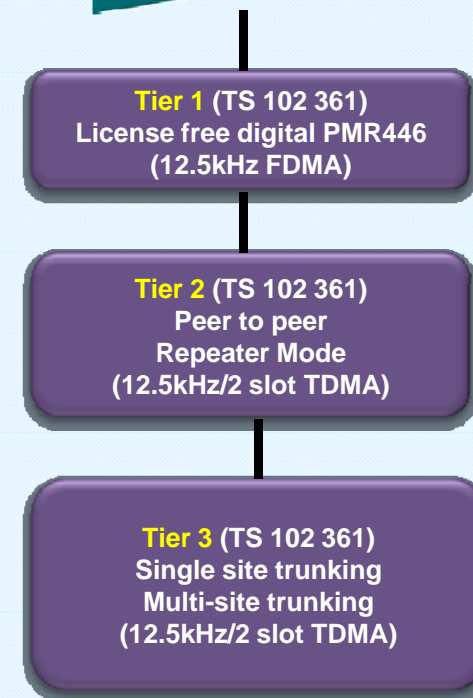 Tier 1 (TS 102 361)
License free digital PMR446
(12.5kHz FDMA)
Tier 2 (TS 102 361)
Peer to peer
Repeater Mode
(12.5kHz/2 slot TDMA)
Tier 3 (TS 102 361)
Single site trunking
Multi-site trunking
(12.5kHz/2 slot TDMA)